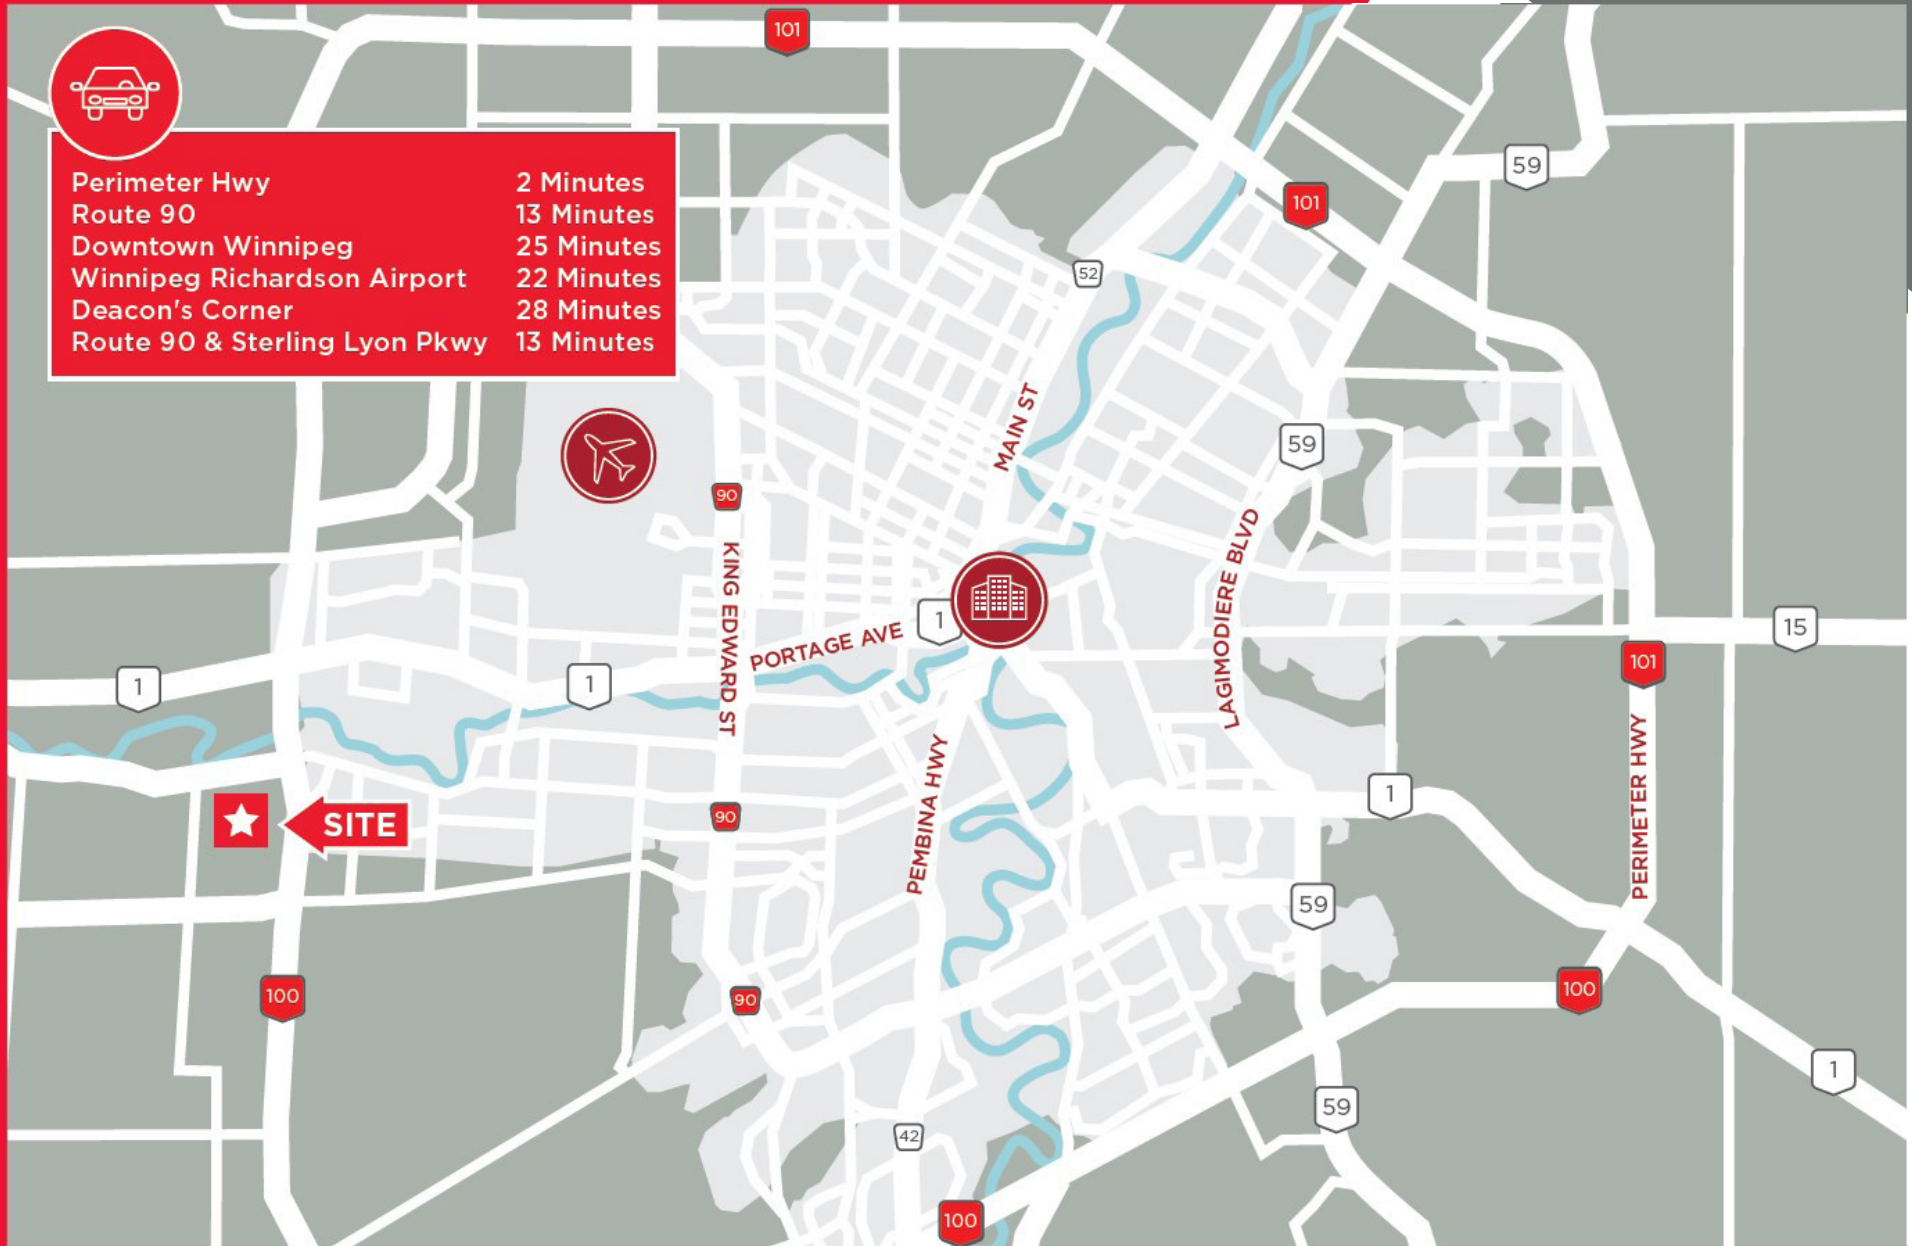 101
Perimeter Hwy 2 Minutes
Route 90 13 Minutes
Downtown Winnipeg 25 Minutes
Winnipeg Richardson Airport 22 Minutes
Deacon's Corner 28 Minutes
Route 90 & Sterling Lyon Pkwy 13 Minutes
59
101
52
MAIN ST
59
90
LAGIMODIERE BLVD
KING EDWARD ST
1
PORTAGE AVE
15
101
1
1
PERIMETER HWY
PEMBINA HWY
1
90
SITE
59
100
100
90
1
59
42
100